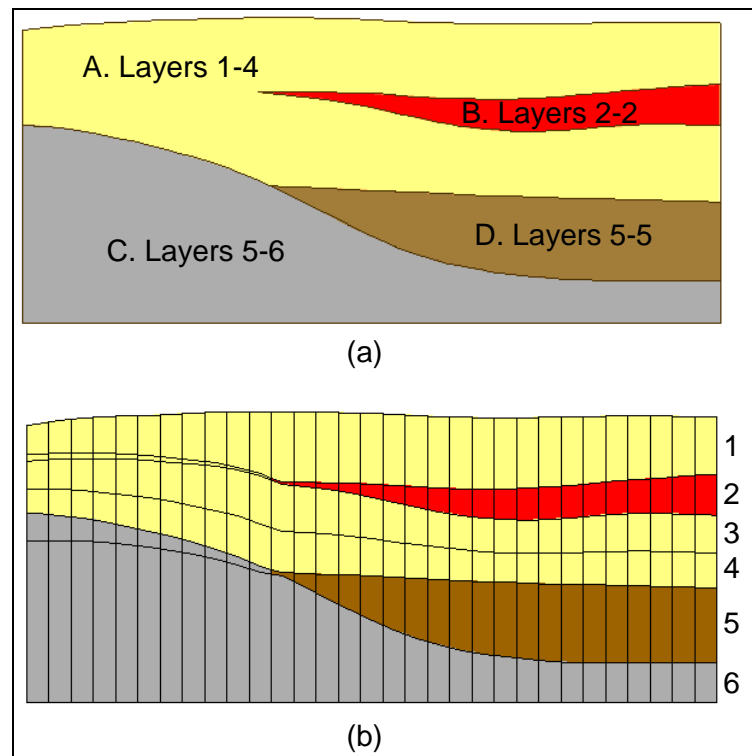 A. Layers 1-4
B. Layers 2-2
C. Layers 5-6
D. Layers 5-5
(a)
1
2
3
4
5
6
(b)